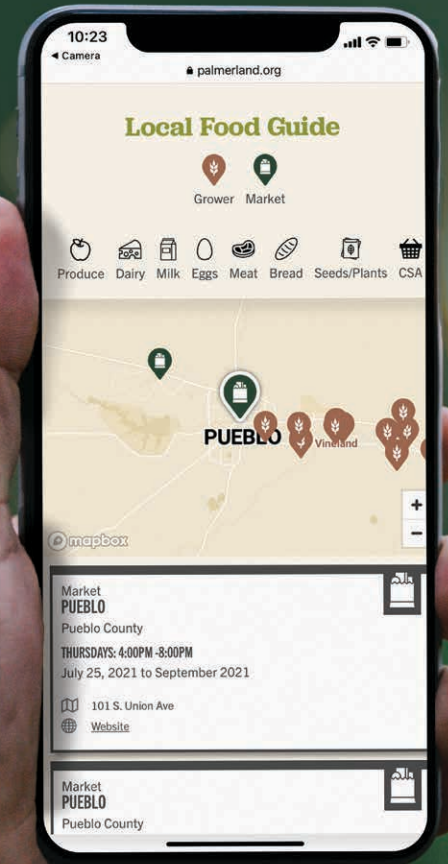 10:23
◀ Camera
palmerland.org
Local Food Guide
Grower Market
Produce Dairy Milk Eggs Meat Bread Seeds/Plants CSA
PUEBLO
Vineland
+
−
mapbox
Market
PUEBLO
Pueblo County
THURSDAYS: 4:00PM -8:00PM
July 25, 2021 to September 2021
101 S. Union Ave
Website
Market
PUEBLO
Pueblo County